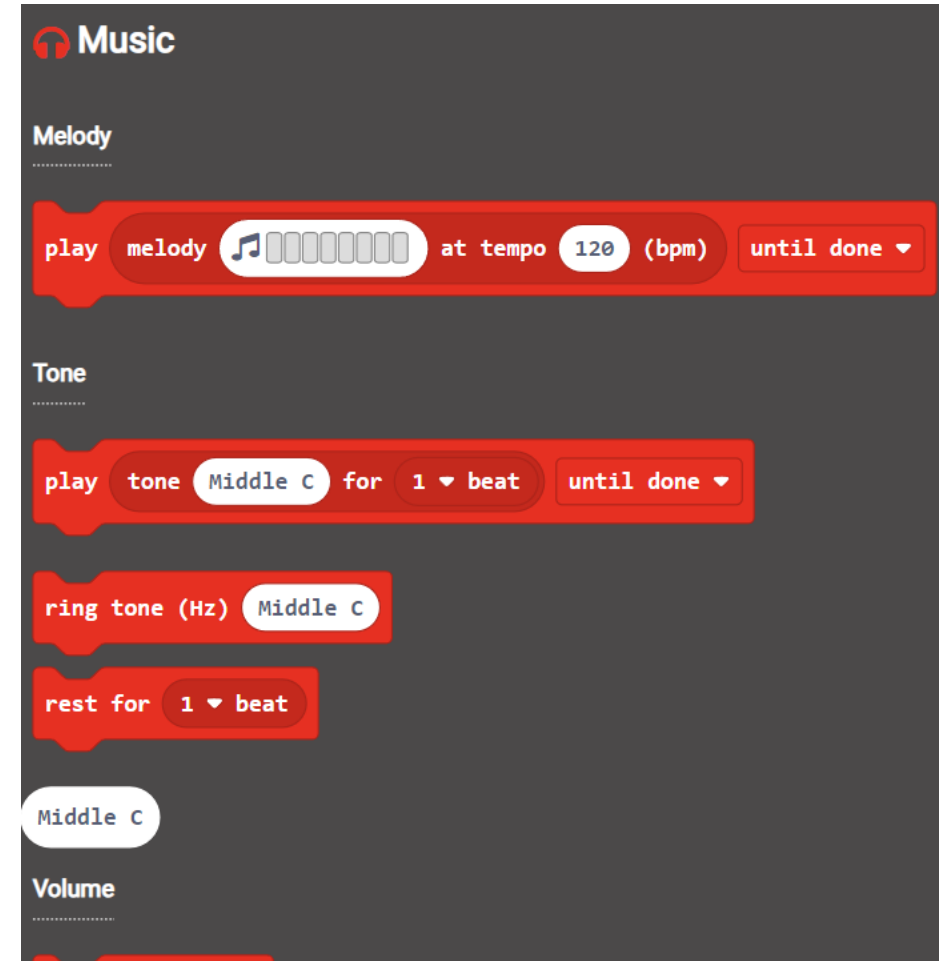 Music
Melody
play melody at tempo 120 (bpm) until done
Tone
play tone Middle C for 1 beat until done
ring tone (Hz) Middle C
rest for 1 beat
Middle C
Volume